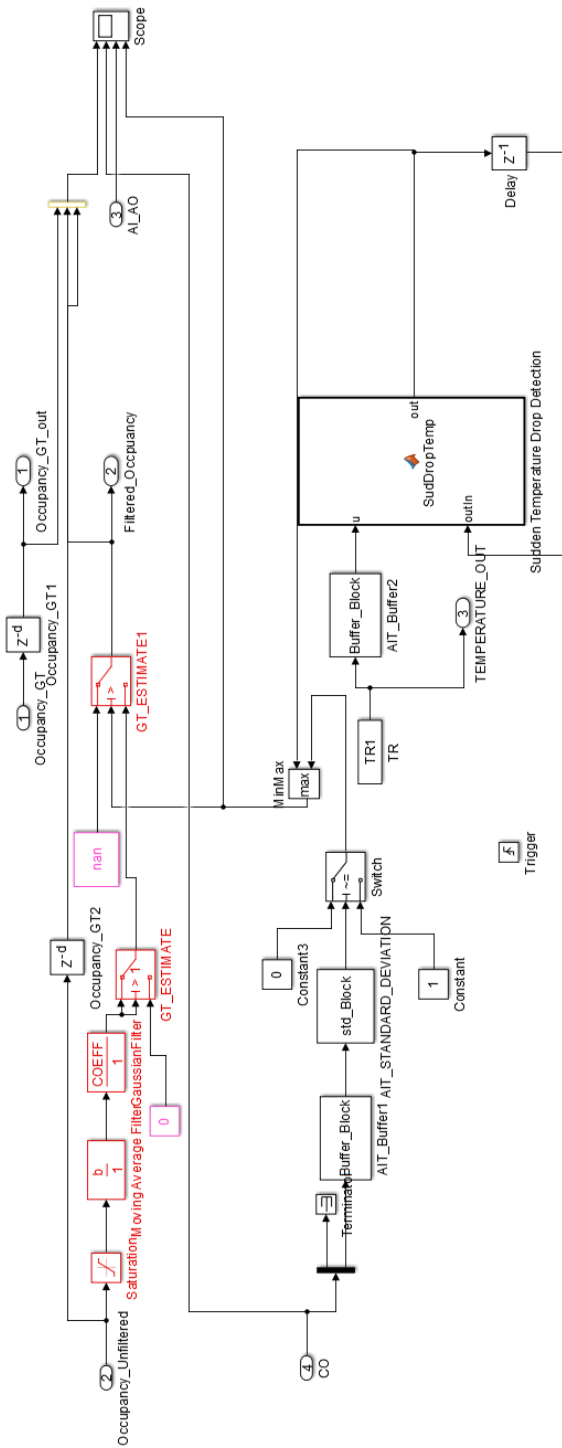 Scope
3
AI_AO
1
Occupancy_GT_out
2
Filtered_Occpuancy
1
Occupancy_GT
z-d
Occupancy_GT1
>
GT_ESTIMATE1
nan
z-d
Occupancy_GT2
> 1
GT_ESTIMATE
0
COEFF
1
GaussianFilter
b
1
Moving Average Filter
Saturation
2
Occupancy_Unfiltered
z-1
Delay
SudDropTemp
u
out
outIn
Sudden Temperature Drop Detection
Buffer_Block
AIT_Buffer2
3
TEMPERATURE_OUT
TR1
TR
MinMax
max
~=
Switch
0
Constant3
1
Constant
Trigger
std_Block
AIT_STANDARD_DEVIATION
Buffer_Block
AIT_Buffer1
4
CO